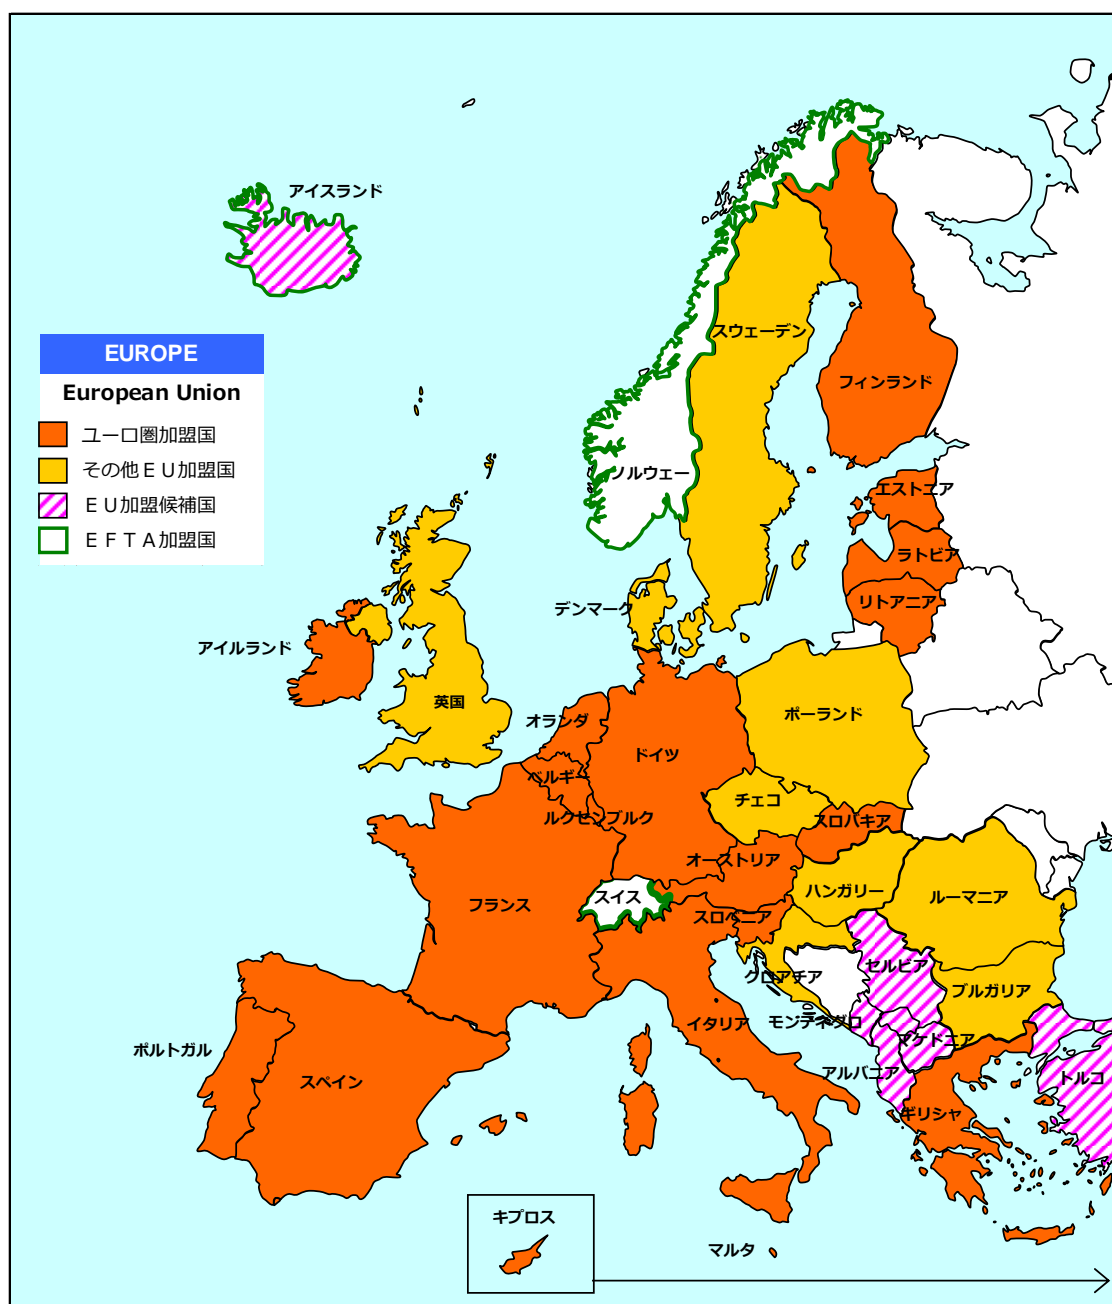 アイスランド
EUROPE
European Union
ユーロ圏加盟国
その他ＥＵ加盟国
ＥＵ加盟候補国
ＥＦＴＡ加盟国
スウェーデン
フィンランド
ノルウェー
エストニア
ラトビア
リトアニア
デンマーク
アイルランド
英国
オランダ
ポーランド
ドイツ
ベルギー
チェコ
ルクセンブルク
スロバキア
オーストリア
ハンガリー
スイス
ルーマニア
フランス
スロベニア
セルビア
クロアチア
ブルガリア
イタリア
モンテネグロ
マケドニア
ポルトガル
アルバニア
トルコ
スペイン
ギリシャ
キプロス
マルタ